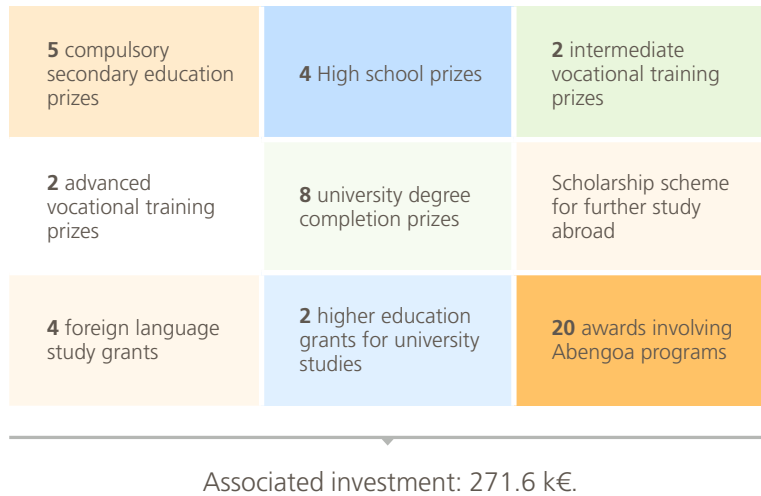 5 compulsory
secondary education
prizes
4 High school prizes
2 intermediate
vocational training
prizes
2 advanced
vocational training
prizes
8 university degree
completion prizes
Scholarship scheme
for further study
abroad
4 foreign language
study grants
2 higher education
grants for university
studies
20 awards involving
Abengoa programs
Associated investment: 271.6 k€.